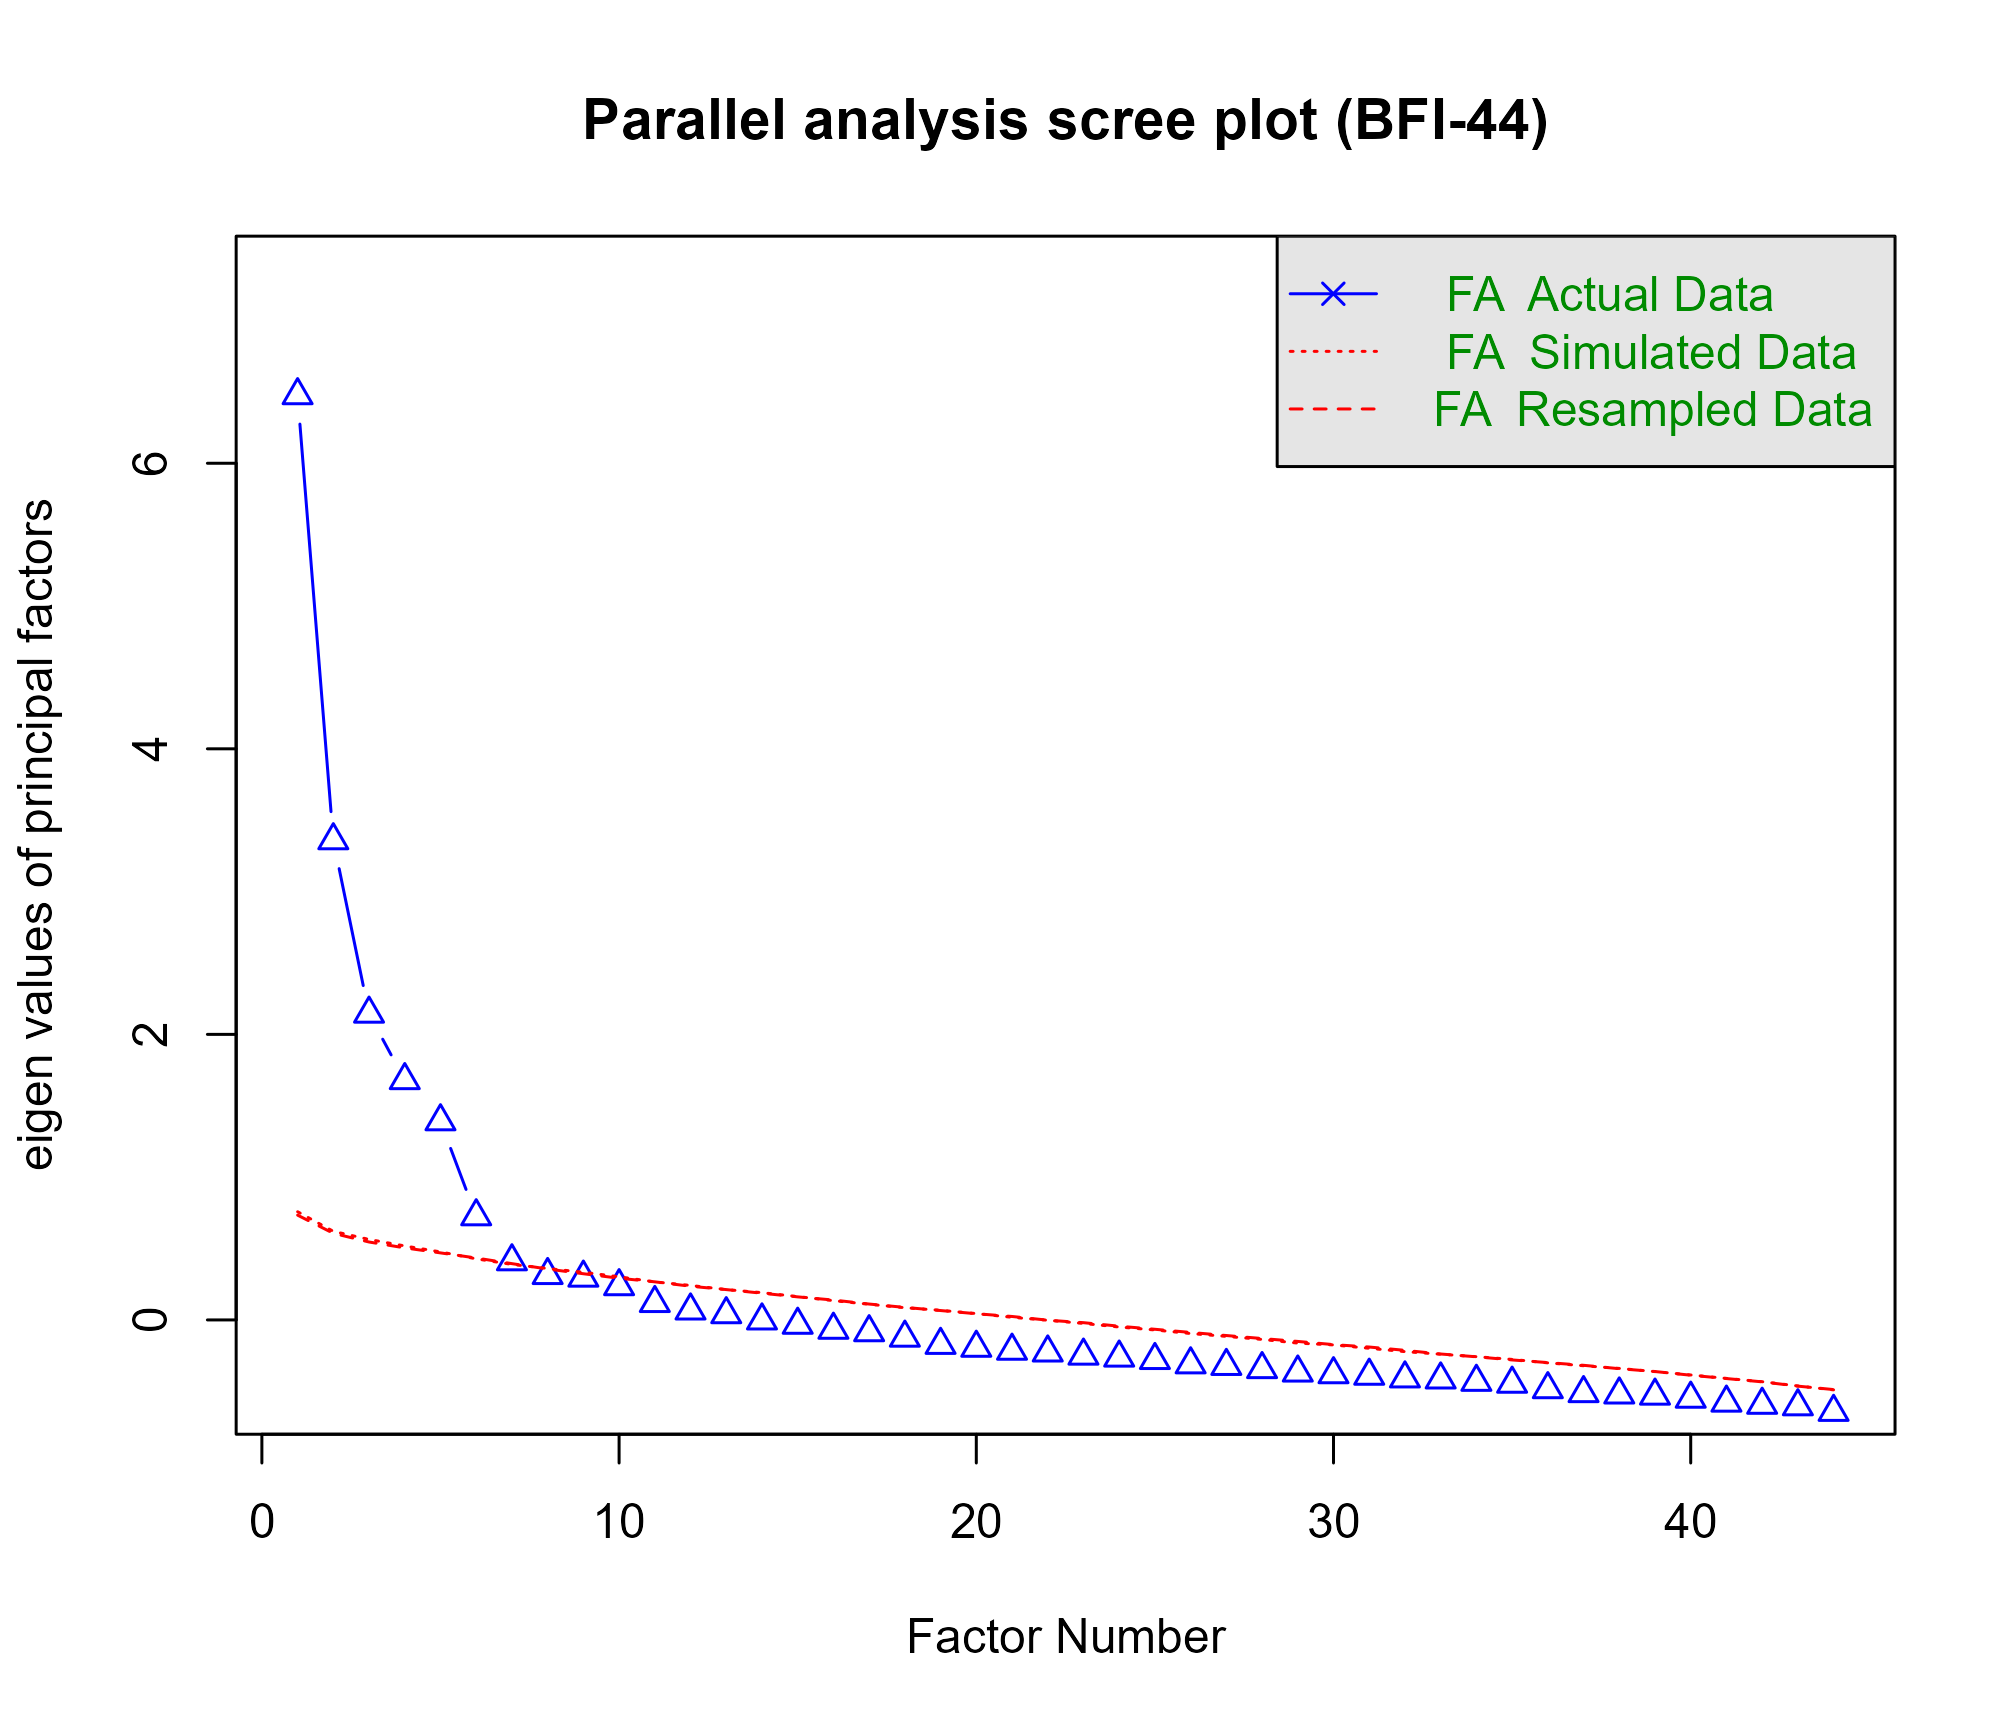 Parallel analysis scree plot (BFI-44)
FA Actual Data
FA Simulated Data
FA Resampled Data
eigen values of principal factors
6
4
2
0
0 10 20 30 40
Factor Number